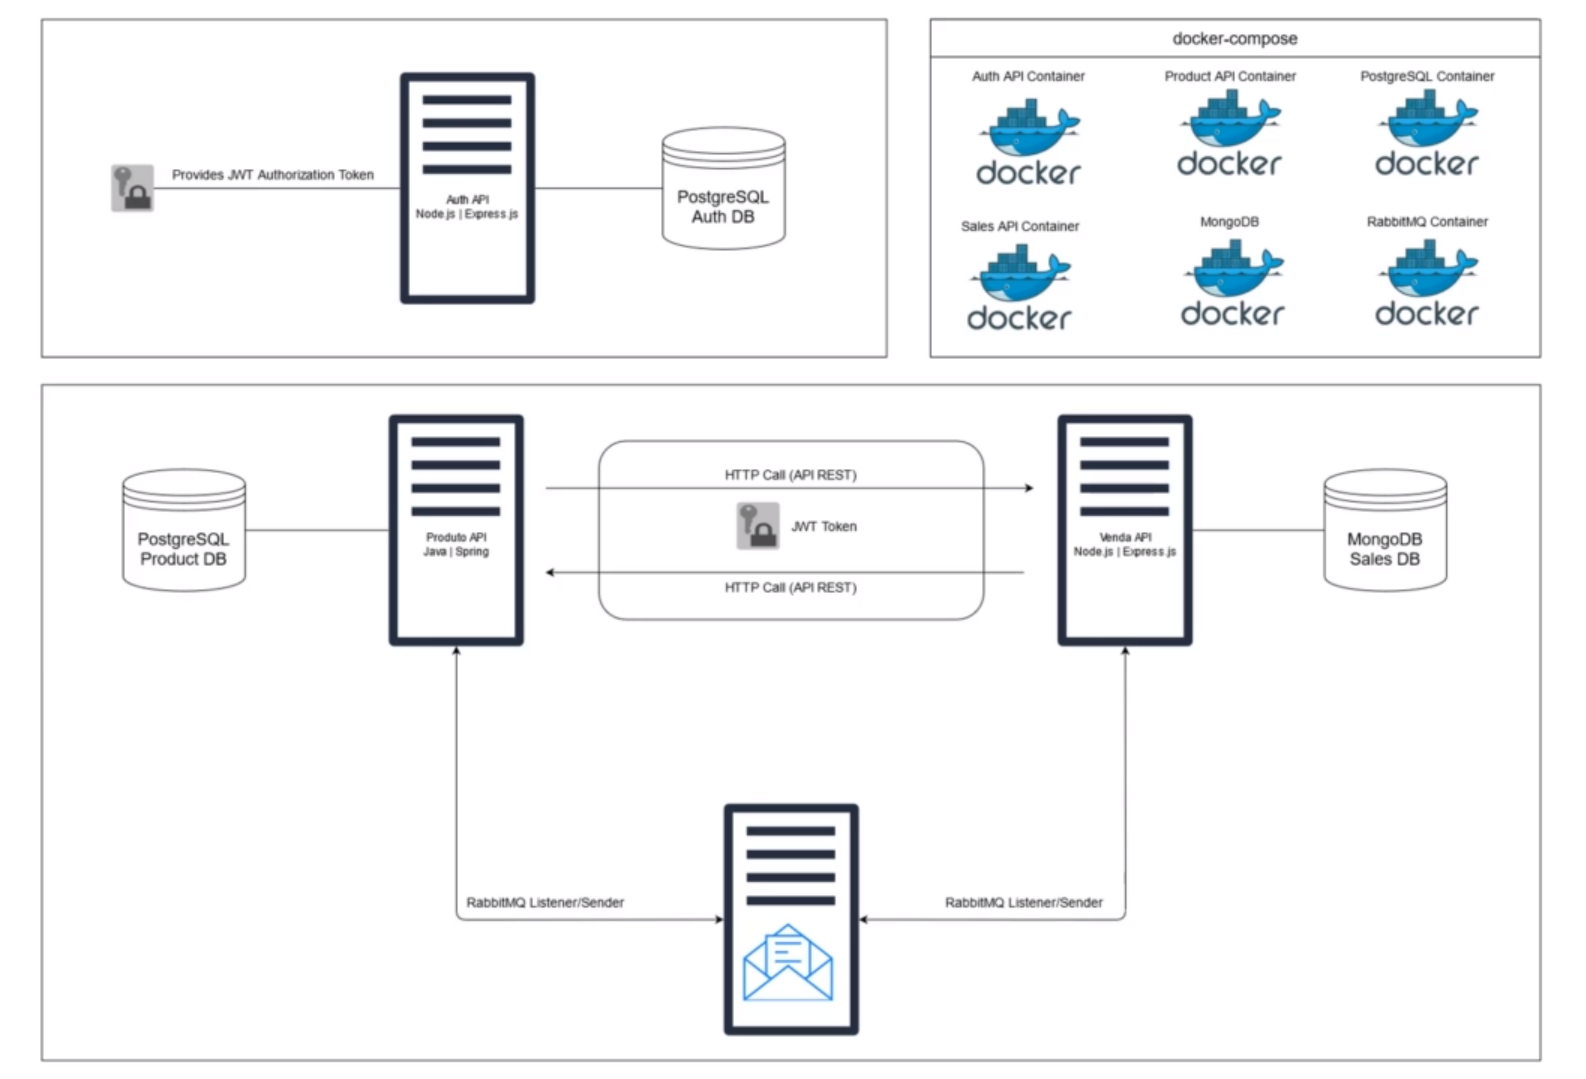 Provides JWT Authorization Token
Auth API
Node.js | Express.js
PostgreSQL
Auth DB
docker-compose
Auth API Container
docker
Product API Container
docker
PostgreSQL Container
docker
Sales API Container
docker
MongoDB
docker
RabbitMQ Container
docker
PostgreSQL
Product DB
Produto API
Java | Spring
HTTP Call (API REST)
JWT Token
HTTP Call (API REST)
Venda API
Node.js | Express.js
MongoDB
Sales DB
RabbitMQ Listener/Sender
RabbitMQ Listener/Sender